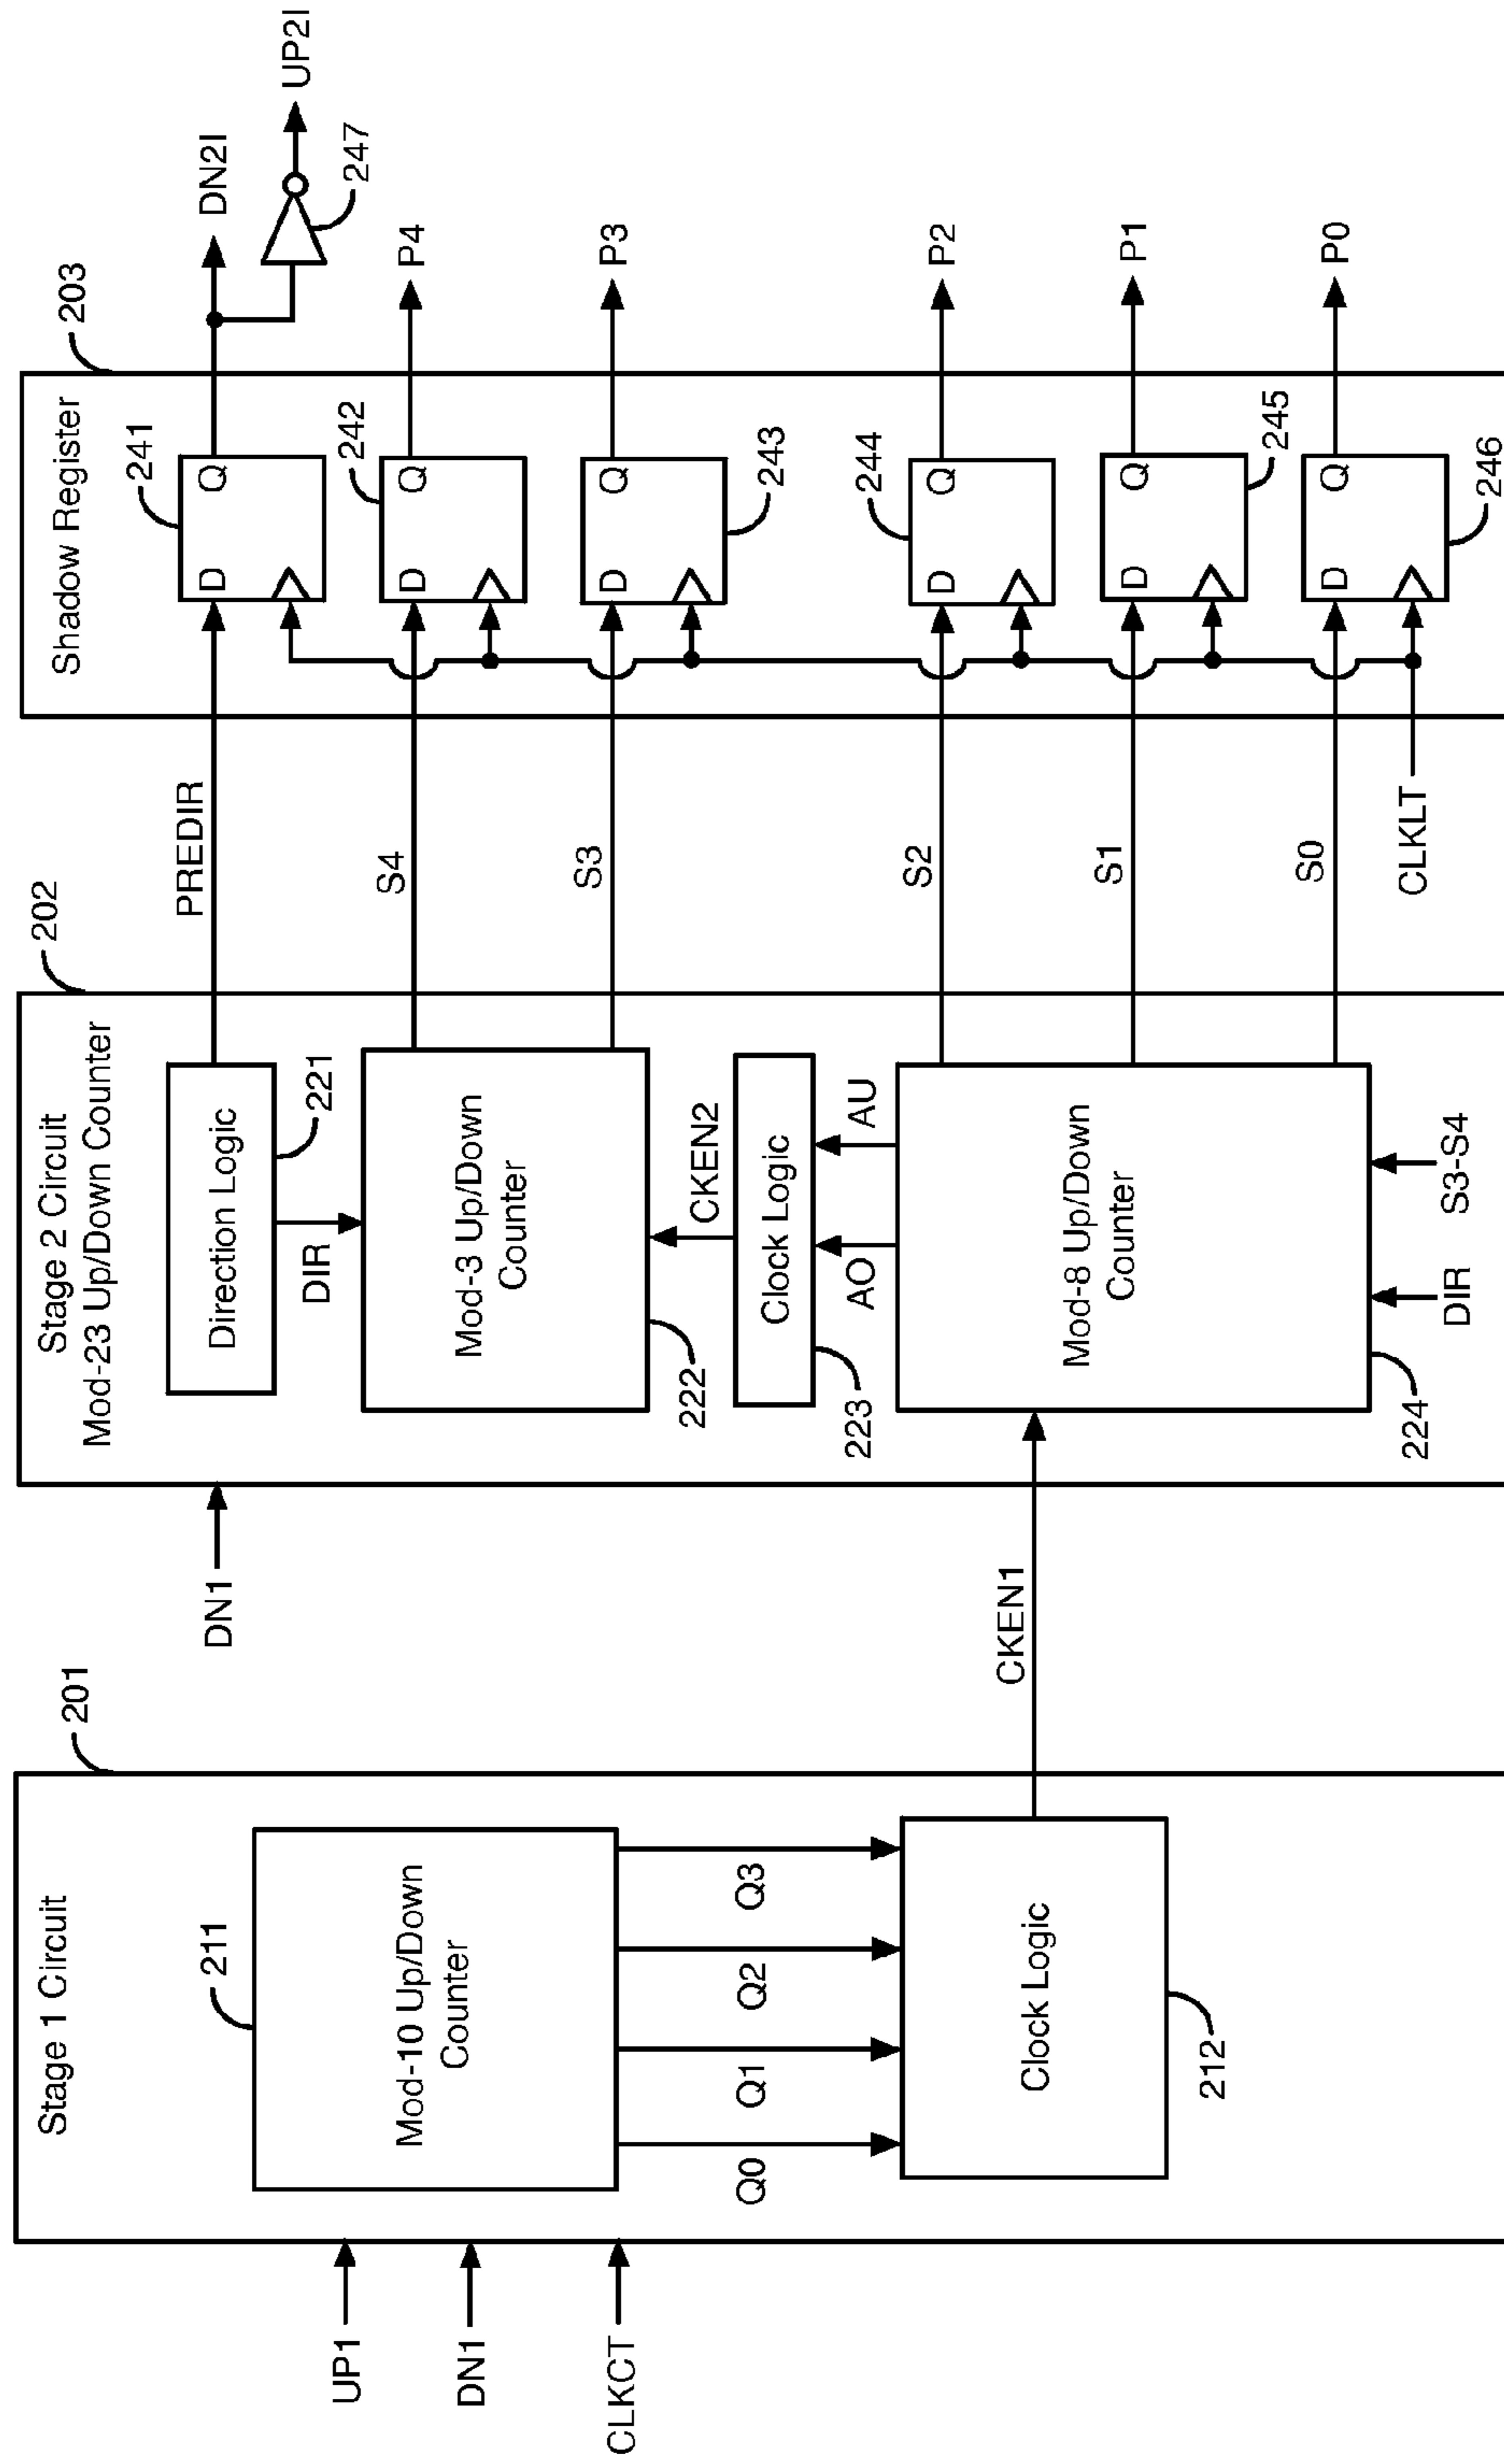 Stage 1 Circuit
201
211
Mod-10 Up/Down
Counter
UP1
DN1
CLKCT
Q0
Q1
Q2
Q3
Clock Logic
212
CKEN1
DN1
Stage 2 Circuit
Mod-23 Up/Down Counter
202
Direction Logic
221
DIR
Mod-3 Up/Down
Counter
222
CKEN2
Clock Logic
223
AO
AU
Mod-8 Up/Down
Counter
224
DIR
S3-S4
PREDIR
S4
S3
S2
S1
S0
CLKLT
Shadow Register
203
241
D
Q
242
D
Q
D
Q
243
244
D
Q
D
Q
245
D
Q
246
DN2I
UP2I
247
P4
P3
P2
P1
P0